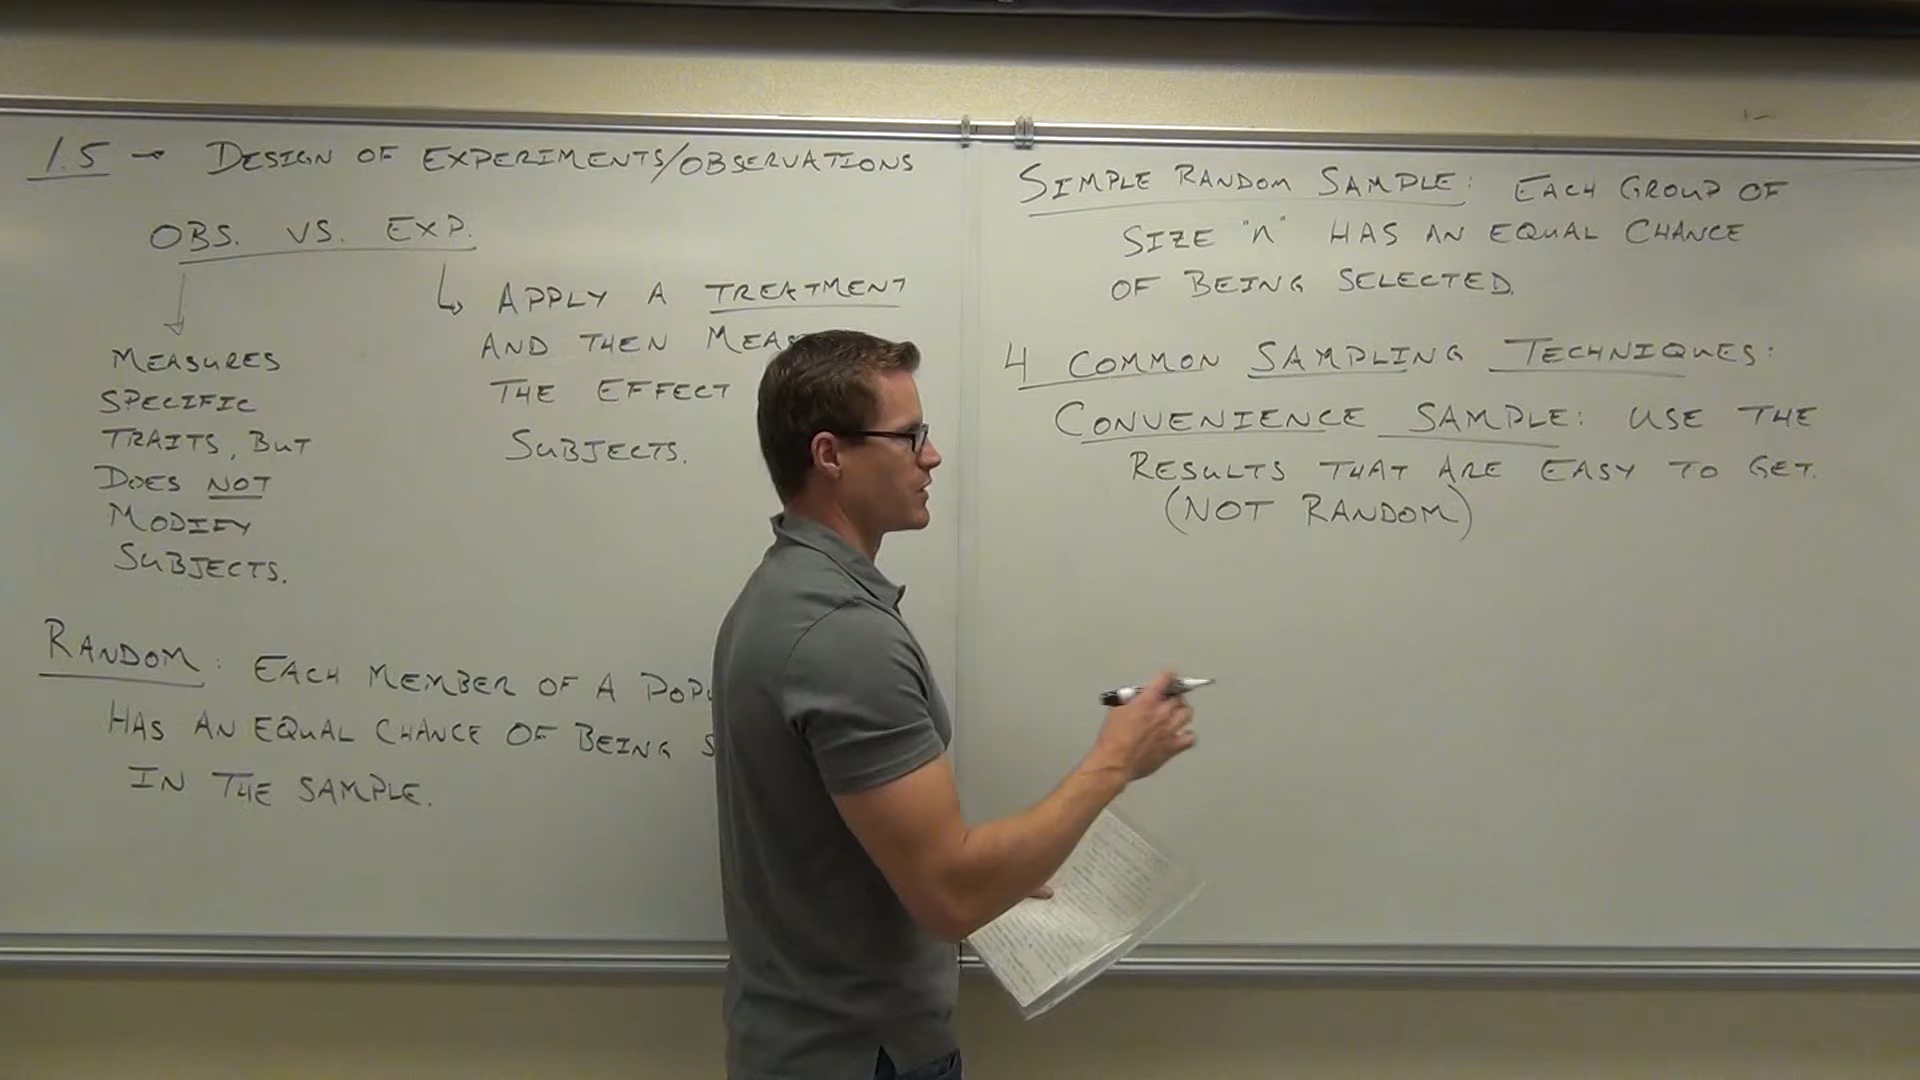 1.5 → DESIGN OF EXPERIMENTS/OBSERVATIONS
OBS. VS. EXP.
MEASURES
SPECIFIC
TRAITS, BUT
DOES NOT
MODIFY
SUBJECTS.
APPLY A TREATMENT
AND THEN
THE EFFECT
SUBJECTS.
RANDOM: EACH MEMBER OF A
HAS AN EQUAL CHANCE OF BEING
IN THE SAMPLE.
SIMPLE RANDOM SAMPLE: EACH GROUP OF
SIZE "n" HAS AN EQUAL CHANCE
OF BEING SELECTED.
4 COMMON SAMPLING TECHNIQUES:
CONVENIENCE SAMPLE: USE THE
RESULTS THAT ARE EASY TO GET.
(NOT RANDOM)